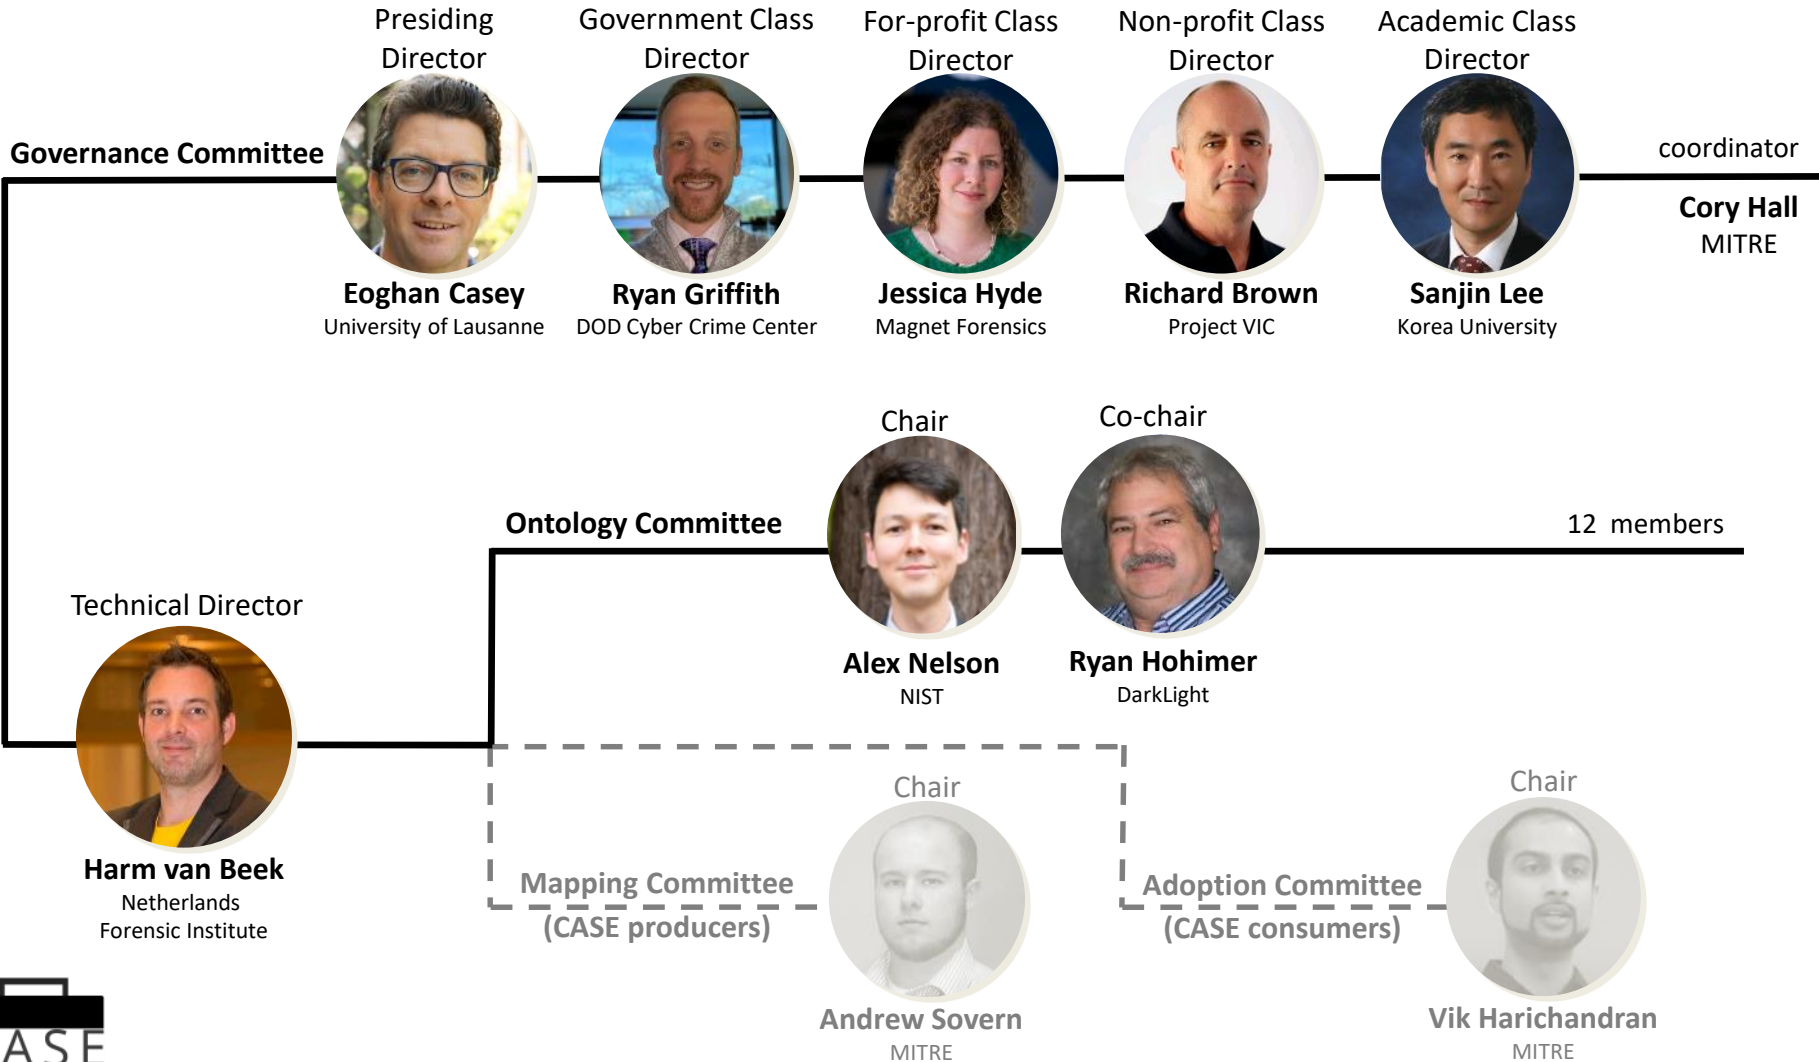 Presiding
Director
Government Class
Director
For-profit Class
Director
Non-profit Class
Director
Academic Class
Director
Governance Committee
coordinator
Cory Hall
MITRE
Eoghan Casey
University of Lausanne
Ryan Griffith
DOD Cyber Crime Center
Jessica Hyde
Magnet Forensics
Richard Brown
Project VIC
Sanjin Lee
Korea University
Chair
Co-chair
Ontology Committee
12 members
Alex Nelson
NIST
Ryan Hohimer
DarkLight
Technical Director
Harm van Beek
Netherlands
Forensic Institute
Chair
Mapping Committee
(CASE producers)
Andrew Sovern
MITRE
Chair
Adoption Committee
(CASE consumers)
Vik Harichandran
MITRE
ASE